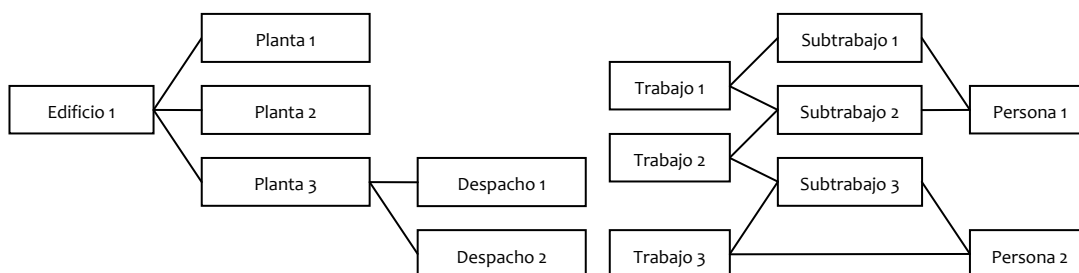 Planta 1
Edificio 1
Planta 2
Planta 3
Despacho 1
Despacho 2
Subtrabajo 1
Trabajo 1
Subtrabajo 2
Persona 1
Trabajo 2
Subtrabajo 3
Trabajo 3
Persona 2